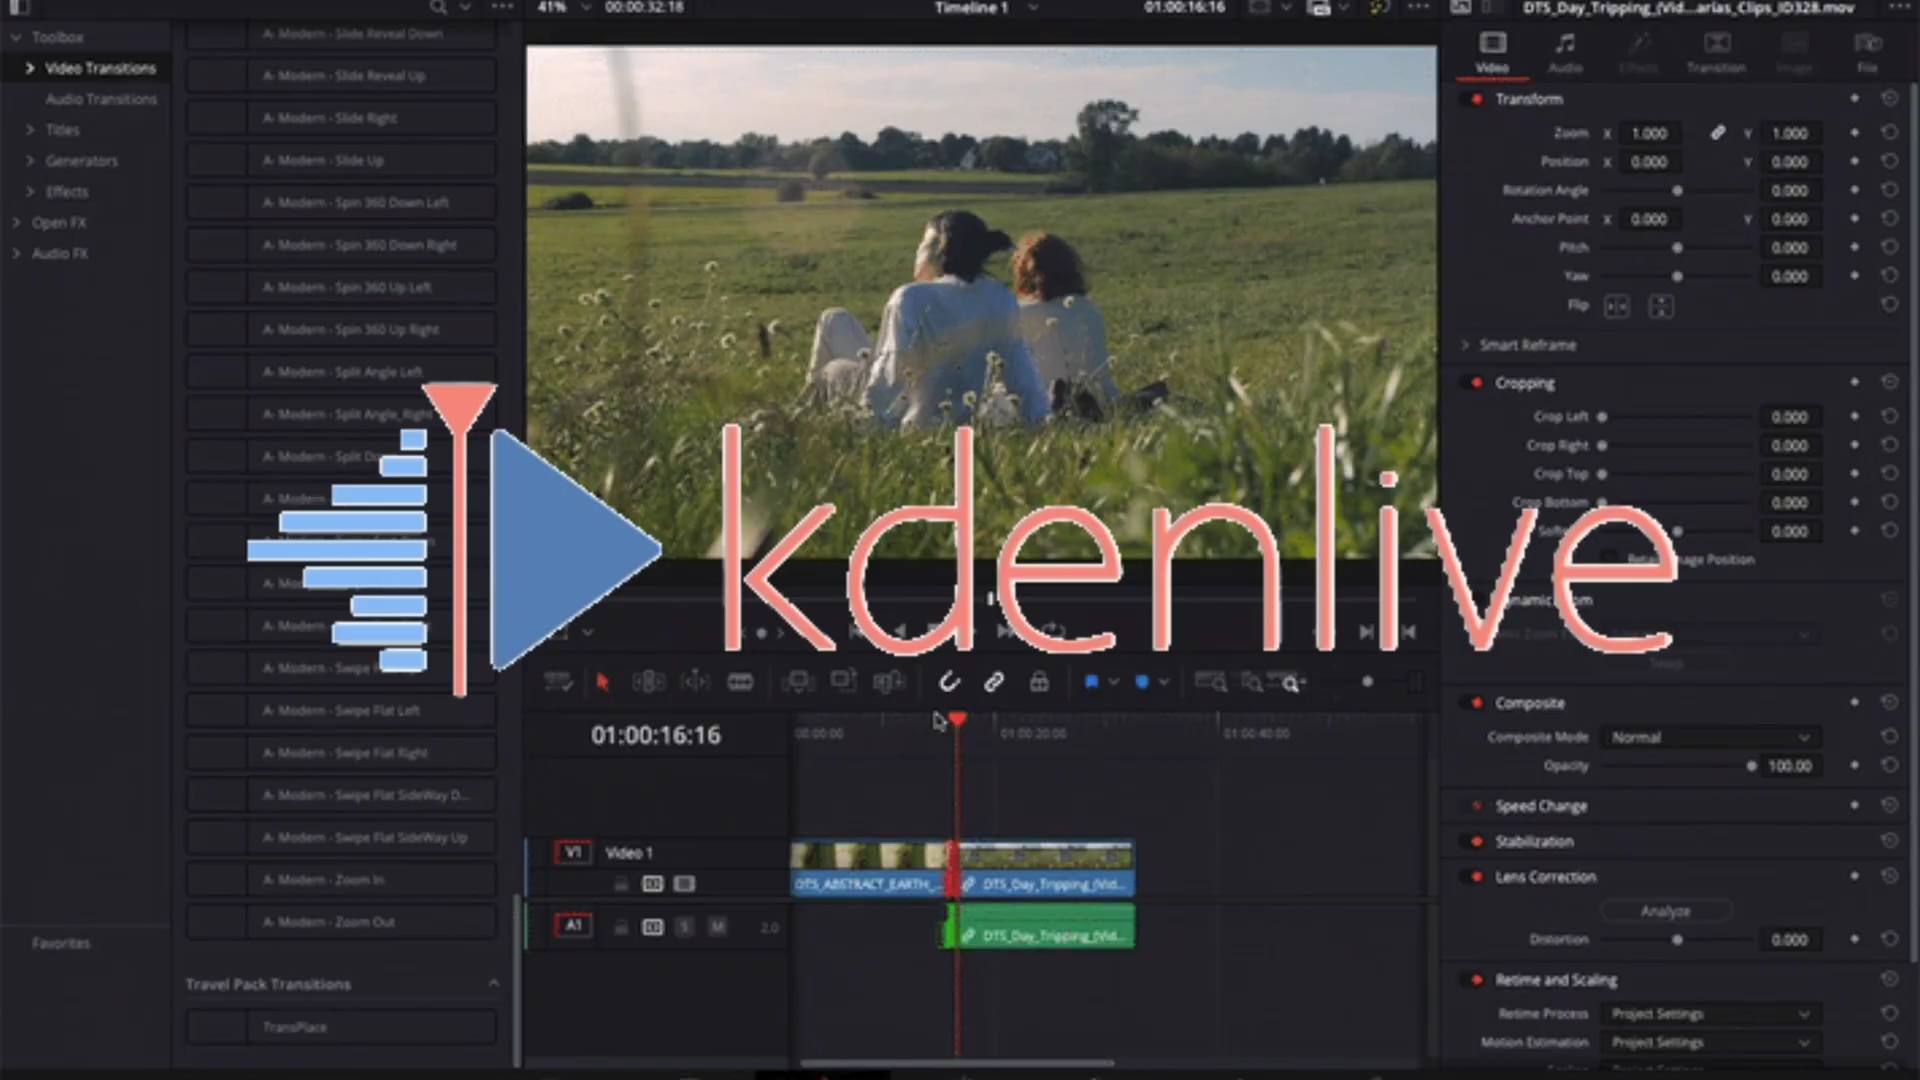 41%
00:00:32:18
Timeline 1
01:00:16:16
DTS_Day_Tripping_(Vid...arias_Clips_ID328.mov
Toolbox
Video Transitions
Audio Transitions
Titles
Generators
Effects
Open FX
Audio FX
Favorites
A- Modern - Slide Reveal Down
A- Modern - Slide Reveal Up
A- Modern - Slide Right
A- Modern - Slide Up
A- Modern - Spin 360 Down Left
A- Modern - Spin 360 Down Right
A- Modern - Spin 360 Up Left
A- Modern - Spin 360 Up Right
A- Modern - Split Angle Left
A- Modern - Split Angle_Right
A- Modern - Split
A- Modern
A- Modern
A- Modern - Swipe
A- Modern - Swipe Flat Left
A- Modern - Swipe Flat Right
A- Modern - Swipe Flat SideWay D...
A- Modern - Swipe Flat SideWay Up
A- Modern - Zoom In
A- Modern - Zoom Out
Travel Pack Transitions
TransPlace
kdenlive
01:00:16:16
00:00:00
01:00:20:00
01:00:40:00
V1 Video 1
DTS_ABSTRACT_EARTH_...
DTS_Day_Tripping_(Vid...
A1 S M 2.0
DTS_Day_Tripping_(Vid...
Video Audio Effects Transition Image File
Transform
Zoom X 1.000 Y 1.000
Position X 0.000 Y 0.000
Rotation Angle 0.000
Anchor Point X 0.000 Y 0.000
Pitch 0.000
Yaw 0.000
Flip
Smart Reframe
Cropping
Crop Left 0.000
Crop Right 0.000
Crop Top 0.000
Crop Bottom 0.000
0.000
Image Position
Composite
Composite Mode Normal
Opacity 100.00
Speed Change
Stabilization
Lens Correction
Analyze
Distortion 0.000
Retime and Scaling
Retime Process Project Settings
Motion Estimation Project Settings